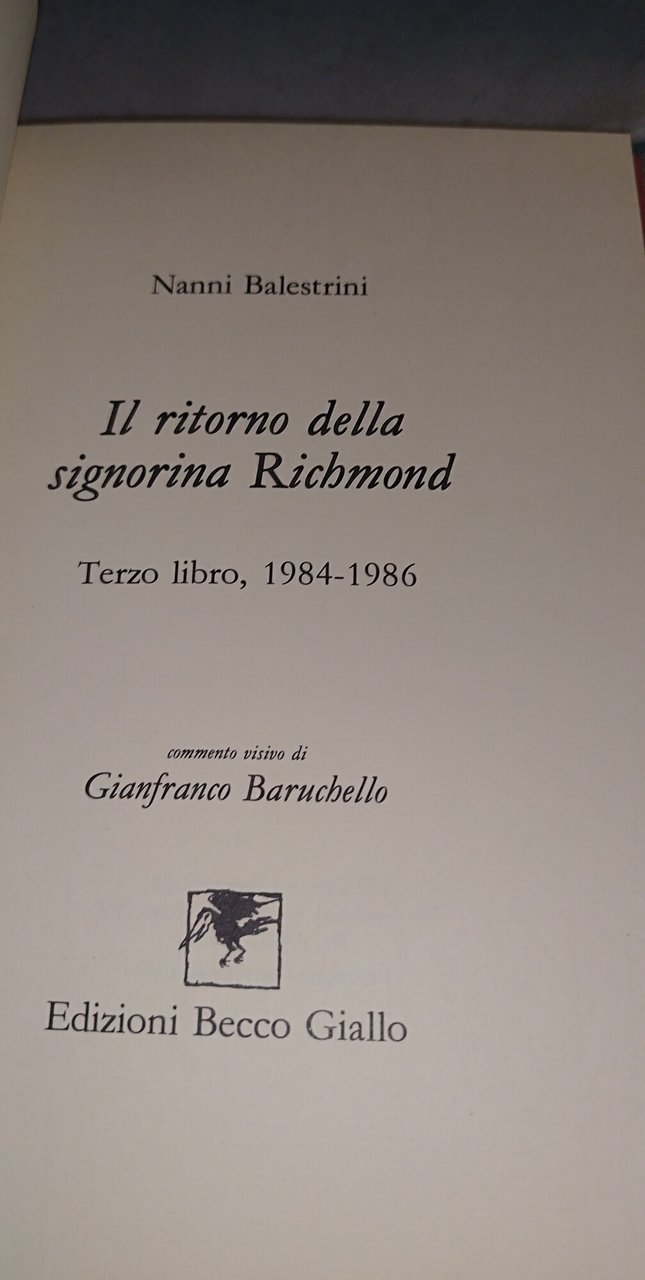 Nanni Balestrini
Il ritorno della
signorina Richmond
Terzo libro, 1984-1986
commento visivo di
Gianfranco Baruchello
Edizioni Becco Giallo